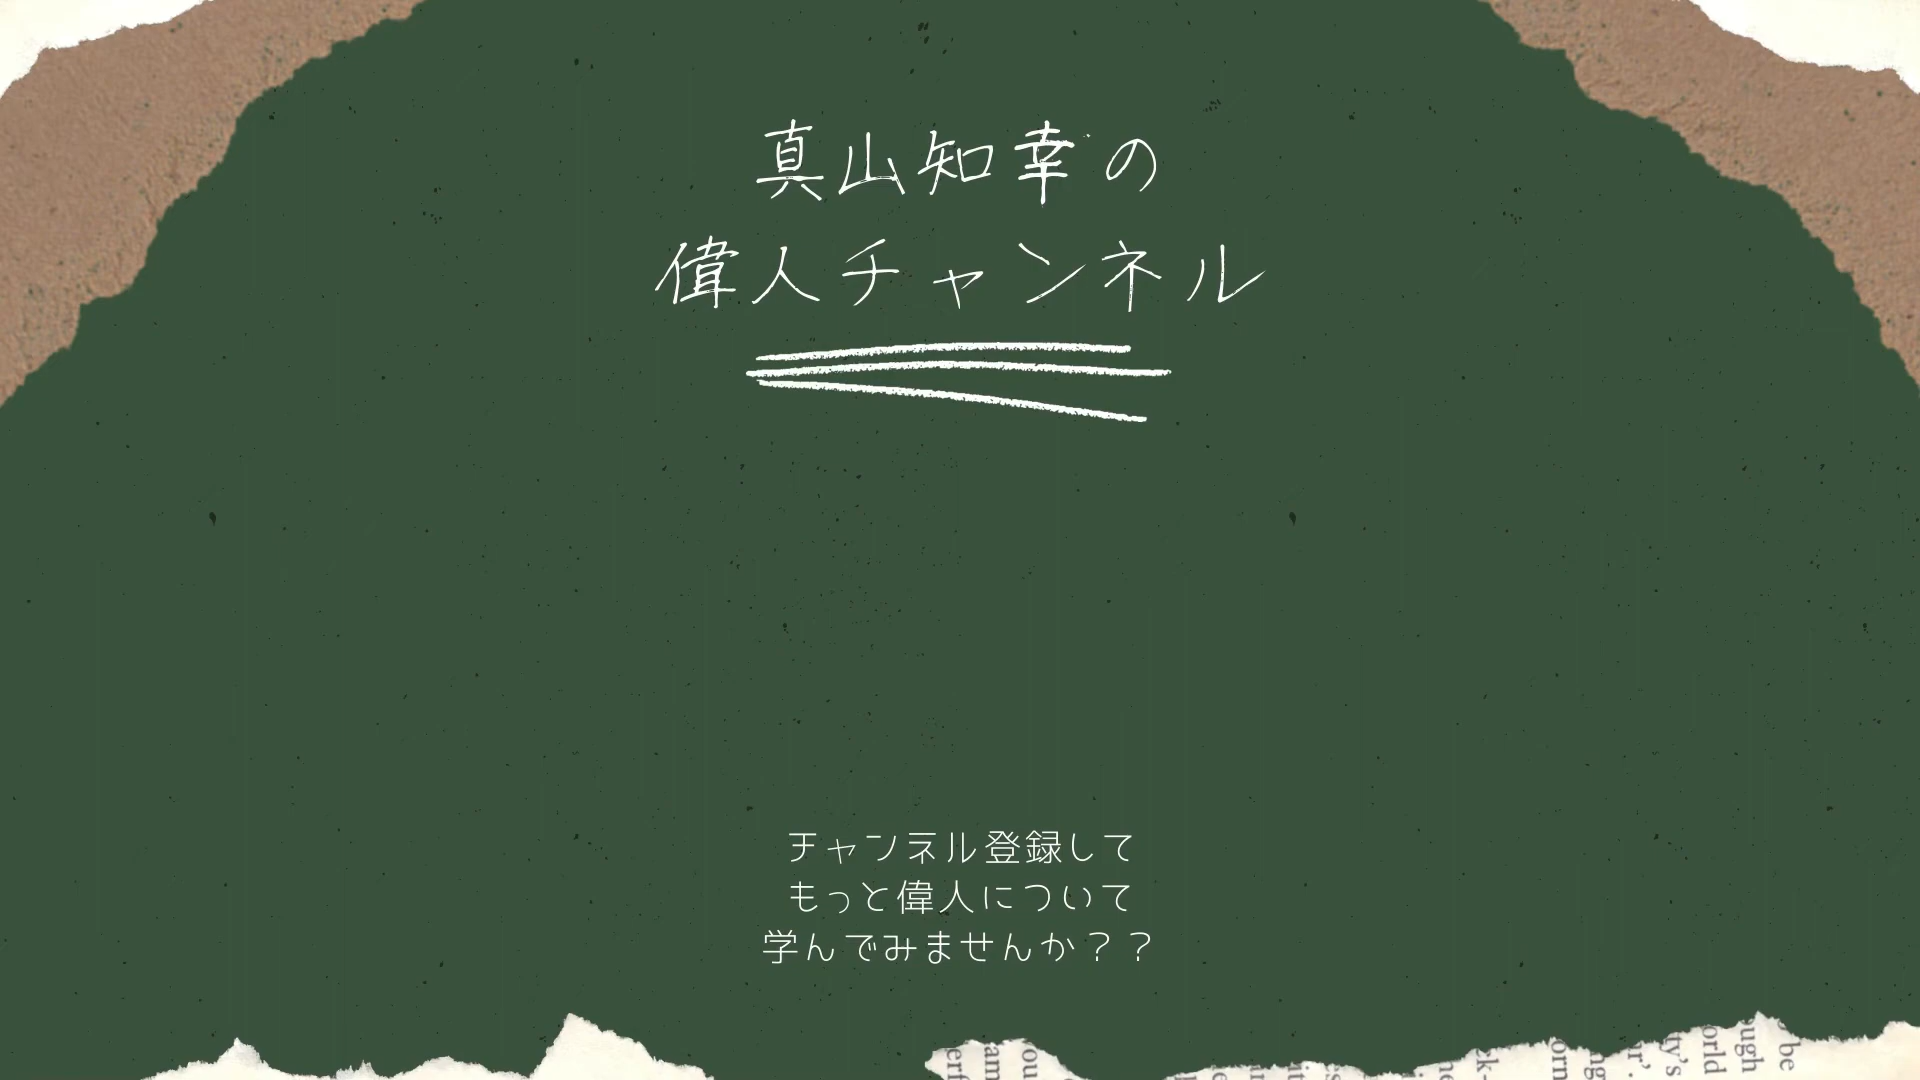 真山知幸の
偉人チャンネル
チャンネル登録して
もっと偉人について
学んでみませんか？？